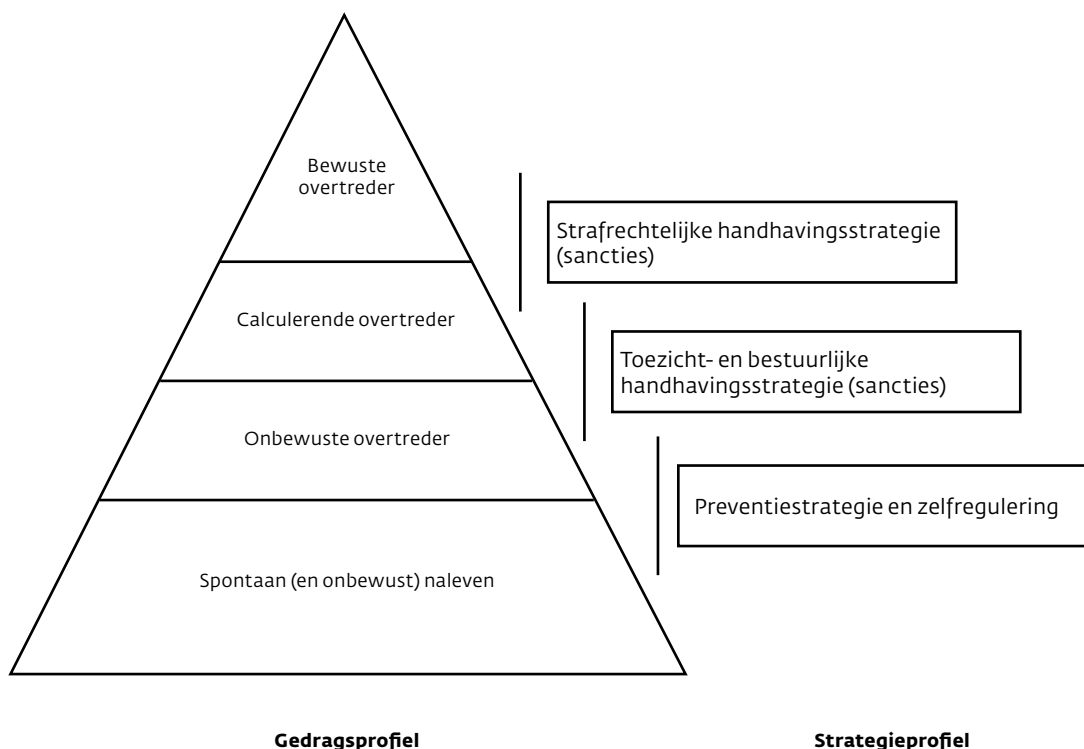 Bewuste
overtreder
Strafrechtelijke handhavingsstrategie
(sancties)
Calculerende overtreder
Toezicht- en bestuurlijke
handhavingsstrategie (sancties)
Onbewuste overtreder
Preventiestrategie en zelfregulering
Spontaan (en onbewust) naleven
Gedragsprofiel
Strategieprofiel